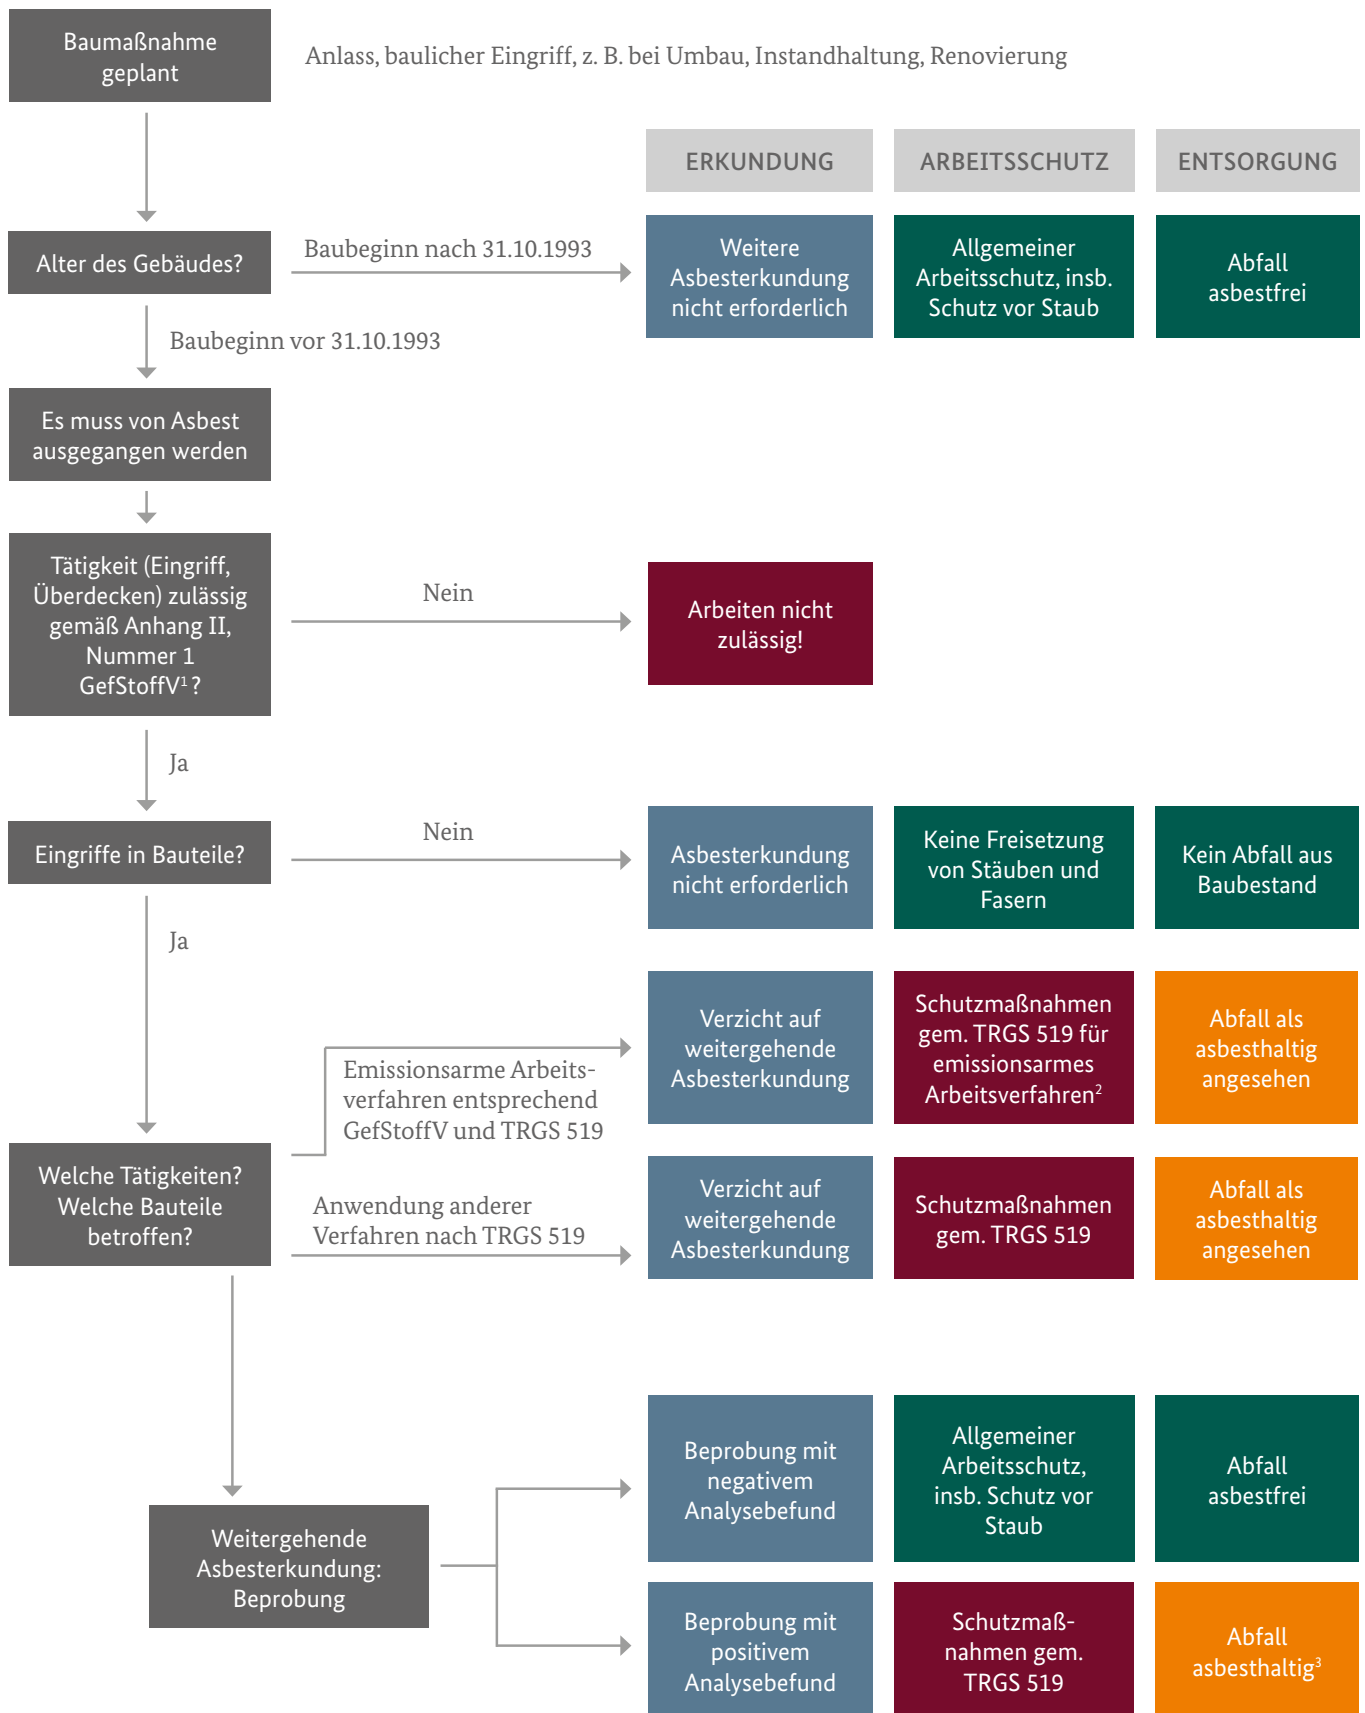 Baumaßnahme
geplant
Anlass, baulicher Eingriff, z. B. bei Umbau, Instandhaltung, Renovierung
ERKUNDUNG
ARBEITSSCHUTZ
ENTSORGUNG
Alter des Gebäudes?
Baubeginn nach 31.10.1993
Weitere
Asbesterkundung
nicht erforderlich
Allgemeiner
Arbeitsschutz, insb.
Schutz vor Staub
Abfall
asbestfrei
Baubeginn vor 31.10.1993
Es muss von Asbest
ausgegangen werden
Tätigkeit (Eingriff,
Überdecken) zulässig
gemäß Anhang II,
Nummer 1
GefStoffV¹ ?
Nein
Arbeiten nicht
zulässig!
Ja
Eingriffe in Bauteile?
Nein
Asbesterkundung
nicht erforderlich
Keine Freisetzung
von Stäuben und
Fasern
Kein Abfall aus
Baubestand
Ja
Emissionsarme Arbeits-
verfahren entsprechend
GefStoffV und TRGS 519
Verzicht auf
weitergehende
Asbesterkundung
Schutzmaßnahmen
gem. TRGS 519 für
emissionsarmes
Arbeitsverfahren²
Abfall als
asbesthaltig
angesehen
Welche Tätigkeiten?
Welche Bauteile
betroffen?
Anwendung anderer
Verfahren nach TRGS 519
Verzicht auf
weitergehende
Asbesterkundung
Schutzmaßnahmen
gem. TRGS 519
Abfall als
asbesthaltig
angesehen
Weitergehende
Asbesterkundung:
Beprobung
Beprobung mit
negativem
Analysebefund
Allgemeiner
Arbeitsschutz,
insb. Schutz vor
Staub
Abfall
asbestfrei
Beprobung mit
positivem
Analysebefund
Schutzmaß-
nahmen gem.
TRGS 519
Abfall
asbesthaltig³